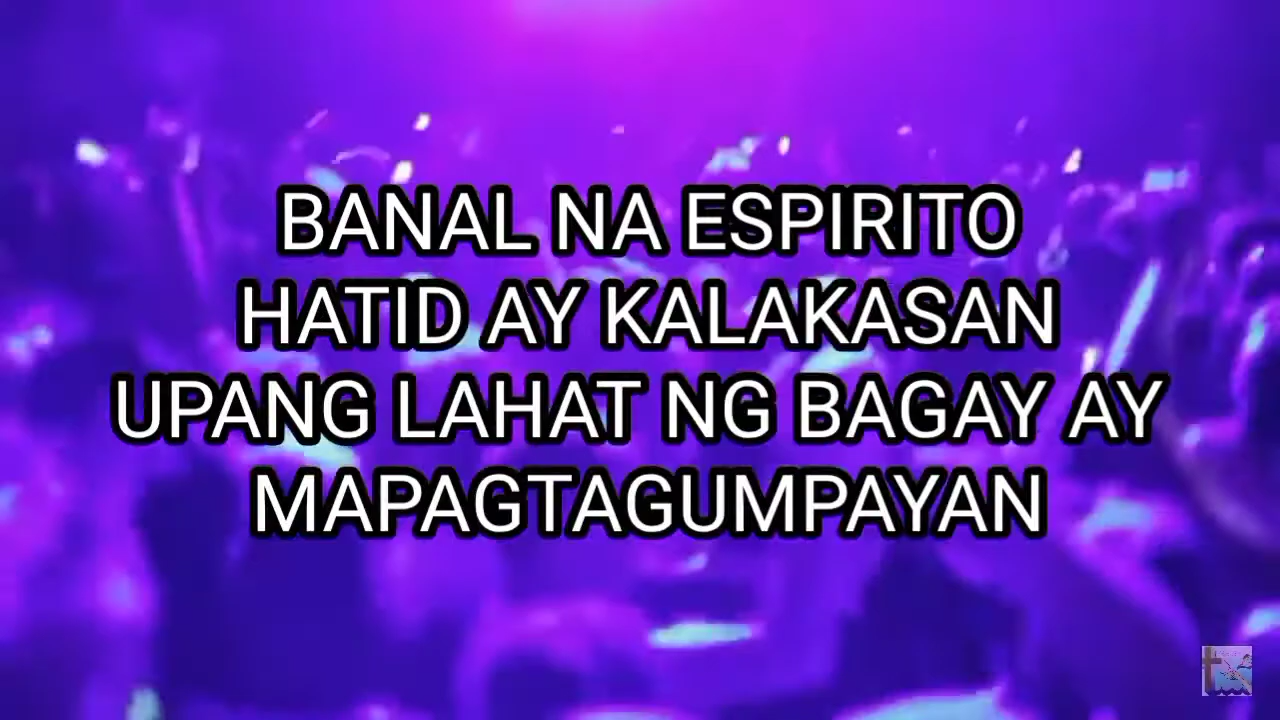 BANAL NA ESPIRITO
HATID AY KALAKASAN
UPANG LAHAT NG BAGAY AY
MAPAGTAGUMPAYAN